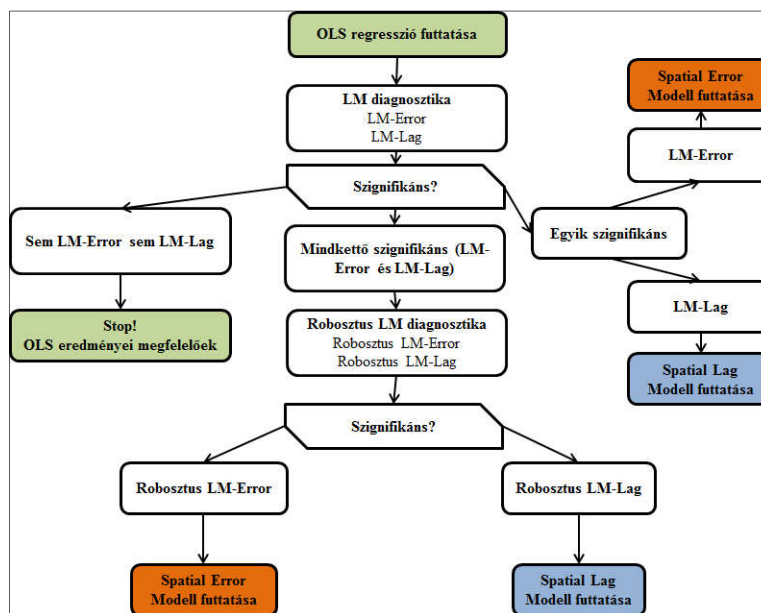 OLS regresszió futtatása
LM diagnosztika
LM-Error
LM-Lag
Szignifikáns?
Sem LM-Error sem LM-Lag
Stop!
OLS eredményei megfelelőek
Mindkettő szignifikáns (LM-
Error és LM-Lag)
Egyik szignifikáns
LM-Error
Spatial Error
Modell futtatása
LM-Lag
Spatial Lag
Modell futtatása
Robosztus LM diagnosztika
Robosztus LM-Error
Robosztus LM-Lag
Szignifikáns?
Robosztus LM-Error
Spatial Error
Modell futtatása
Robosztus LM-Lag
Spatial Lag
Modell futtatása